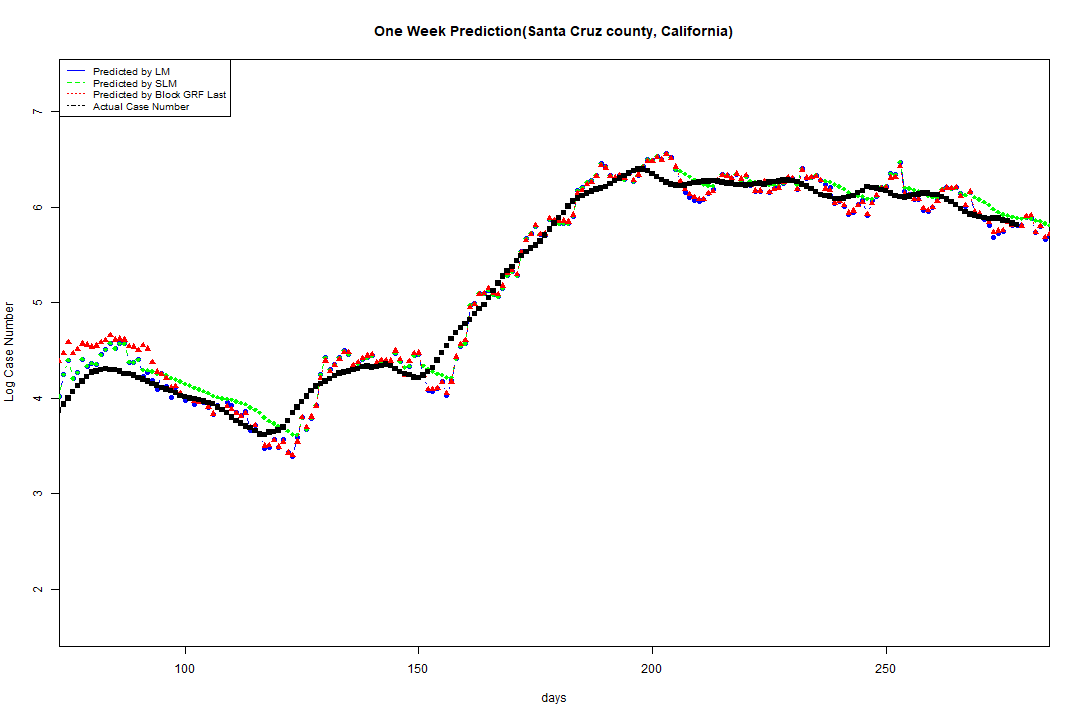 One Week Prediction(Santa Cruz county, California)
Predicted by LM
Predicted by SLM
Predicted by Block GRF Last
Actual Case Number
7
6
5
4
3
2
Log Case Number
100 150 200 250
days